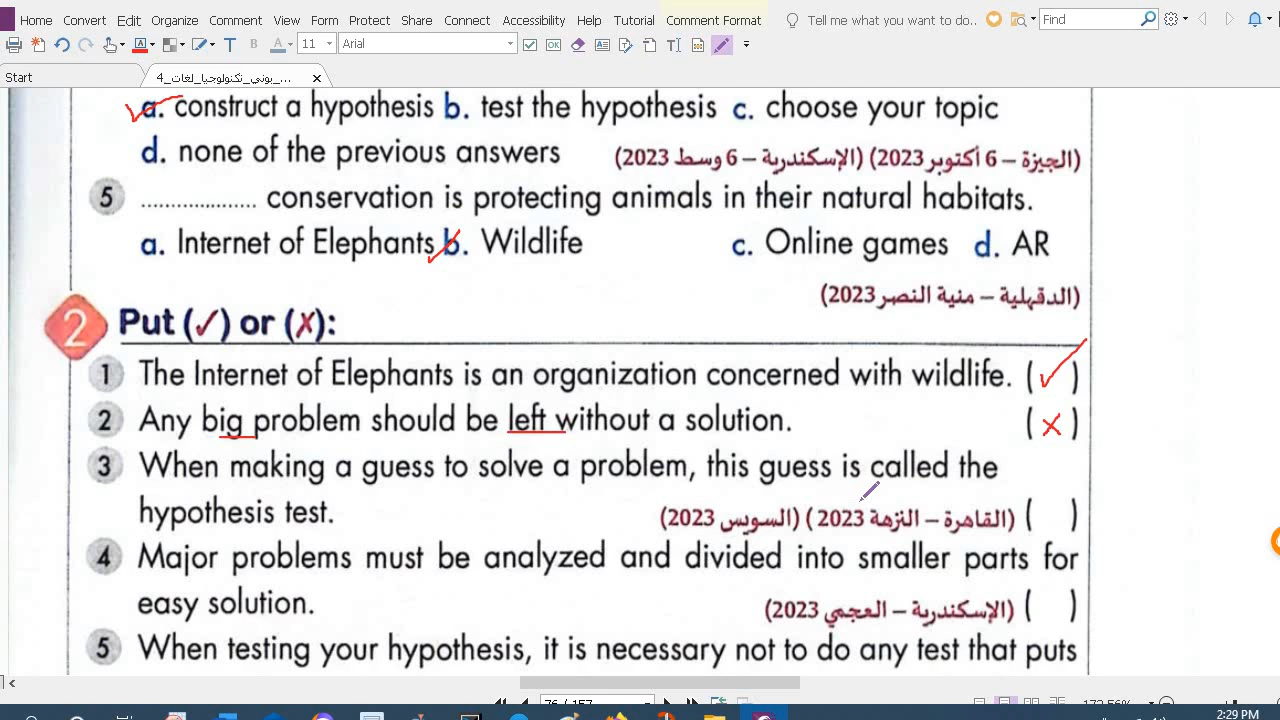 Home Convert Edit Organize Comment View Form Protect Share Connect Accessibility Help Tutorial Comment Format Tell me what you want to do.. Find
11 Arial
Start 4_بوني_تكنولوجيا_لغات_...
a. construct a hypothesis b. test the hypothesis c. choose your topic
d. none of the previous answers (الجيزة – 6 أكتوبر 2023) (الإسكندرية – 6 وسط 2023)
5 .................... conservation is protecting animals in their natural habitats.
a. Internet of Elephants b. Wildlife c. Online games d. AR
(الدقهلية – منية النصر 2023)
2 Put (✓) or (✗):
1 The Internet of Elephants is an organization concerned with wildlife. (✓)
2 Any big problem should be left without a solution. (x)
3 When making a guess to solve a problem, this guess is called the
hypothesis test. (القاهرة – النزهة 2023) (السويس 2023) ( )
4 Major problems must be analyzed and divided into smaller parts for
easy solution. (الإسكندرية – العجمي 2023) ( )
5 When testing your hypothesis, it is necessary not to do any test that puts
76 / 157 172.56%
2:29 PM